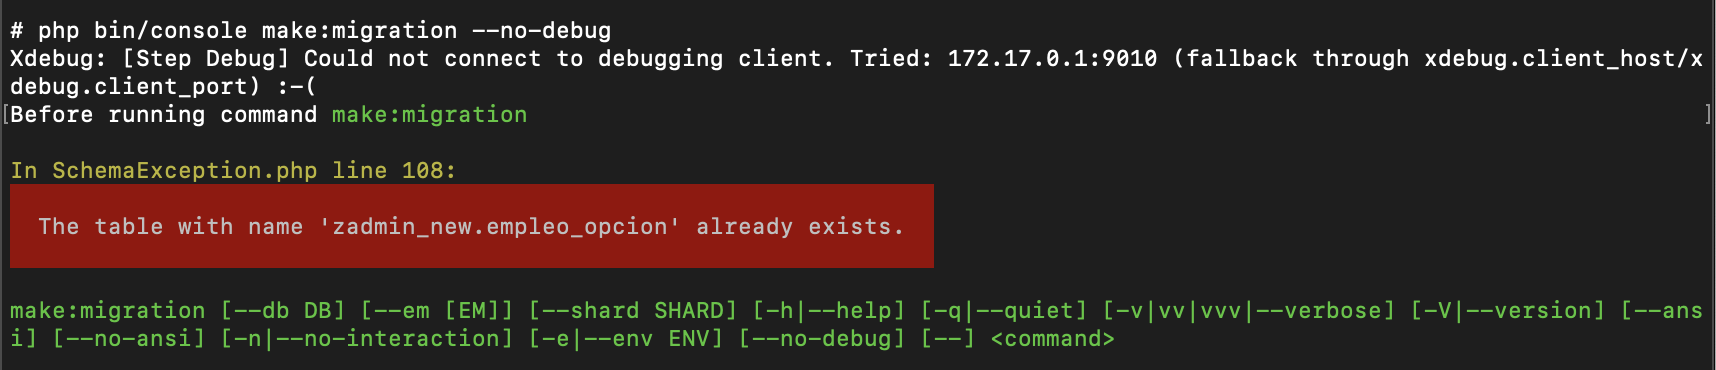 # php bin/console make:migration --no-debug
Xdebug: [Step Debug] Could not connect to debugging client. Tried: 172.17.0.1:9010 (fallback through xdebug.client_host/x
debug.client_port) :-(
[Before running command make:migration ]
In SchemaException.php line 108:
The table with name 'zadmin_new.empleo_opcion' already exists.
make:migration [--db DB] [--em [EM]] [--shard SHARD] [-h|--help] [-q|--quiet] [-v|vv|vvv|--verbose] [-V|--version] [--ans
i] [--no-ansi] [-n|--no-interaction] [-e|--env ENV] [--no-debug] [--] <command>